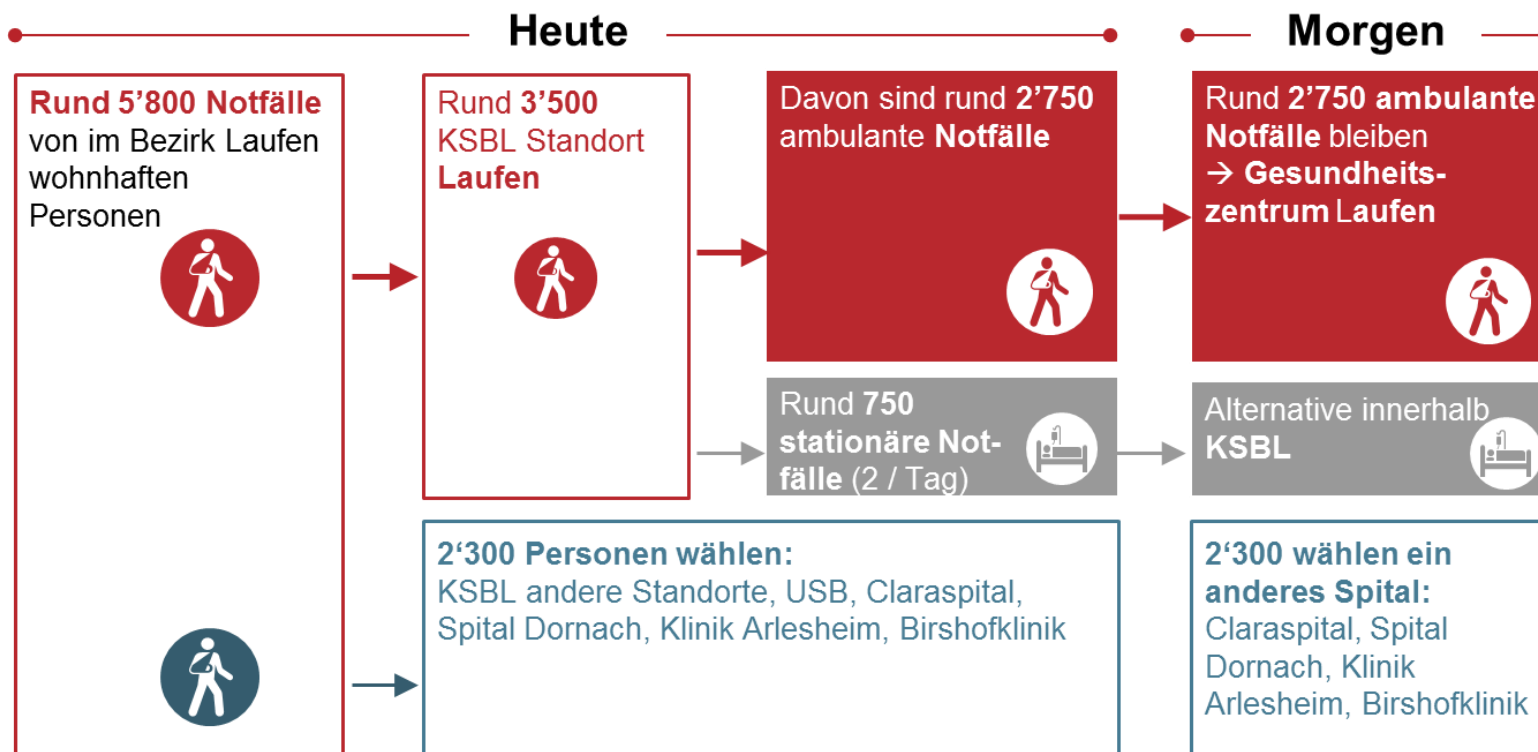 Heute
Morgen
Rund 5’800 Notfälle
von im Bezirk Laufen
wohnhaften
Personen
Rund 3’500
KSBL Standort
Laufen
Davon sind rund 2’750
ambulante Notfälle
Rund 2’750 ambulante
Notfälle bleiben
→ Gesundheits-
zentrum Laufen
Rund 750
stationäre Not-
fälle (2 / Tag)
Alternative innerhalb
KSBL
2‘300 Personen wählen:
KSBL andere Standorte, USB, Claraspital,
Spital Dornach, Klinik Arlesheim, Birshofklinik
2‘300 wählen ein
anderes Spital:
Claraspital, Spital
Dornach, Klinik
Arlesheim, Birshofklinik